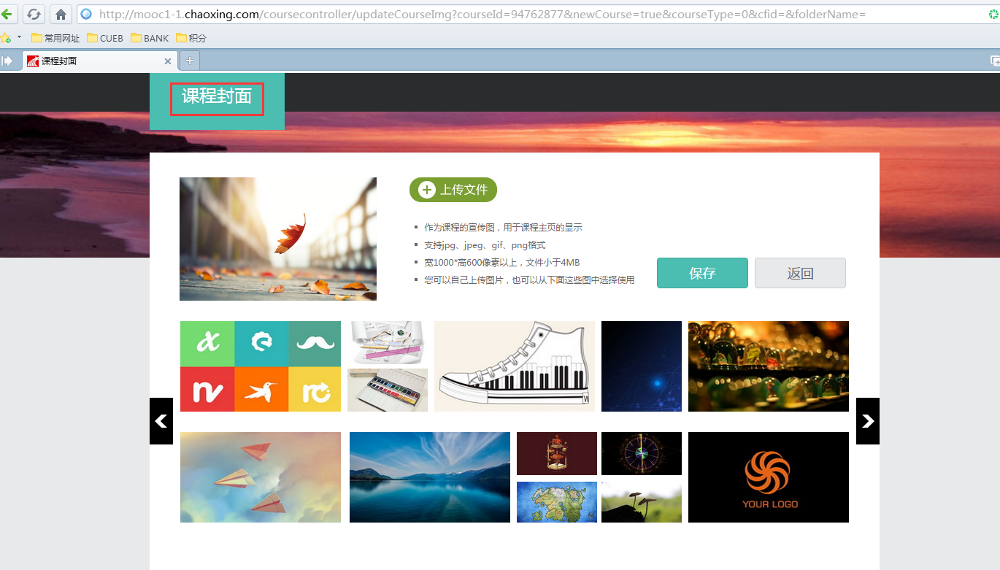 http://mooc1-1.chaoxing.com/coursecontroller/updateCourseImg?courseId=94762877&newCourse=true&courseType=0&cfid=&folderName=
常用网址 CUEB BANK 积分
课程封面
课程封面
上传文件
作为课程的宣传图，用于课程主页的显示
支持jpg、jpeg、gif、png格式
宽1000*高600像素以上，文件小于4MB
您可以自己上传图片，也可以从下面这些图中选择使用
保存 返回
YOUR LOGO